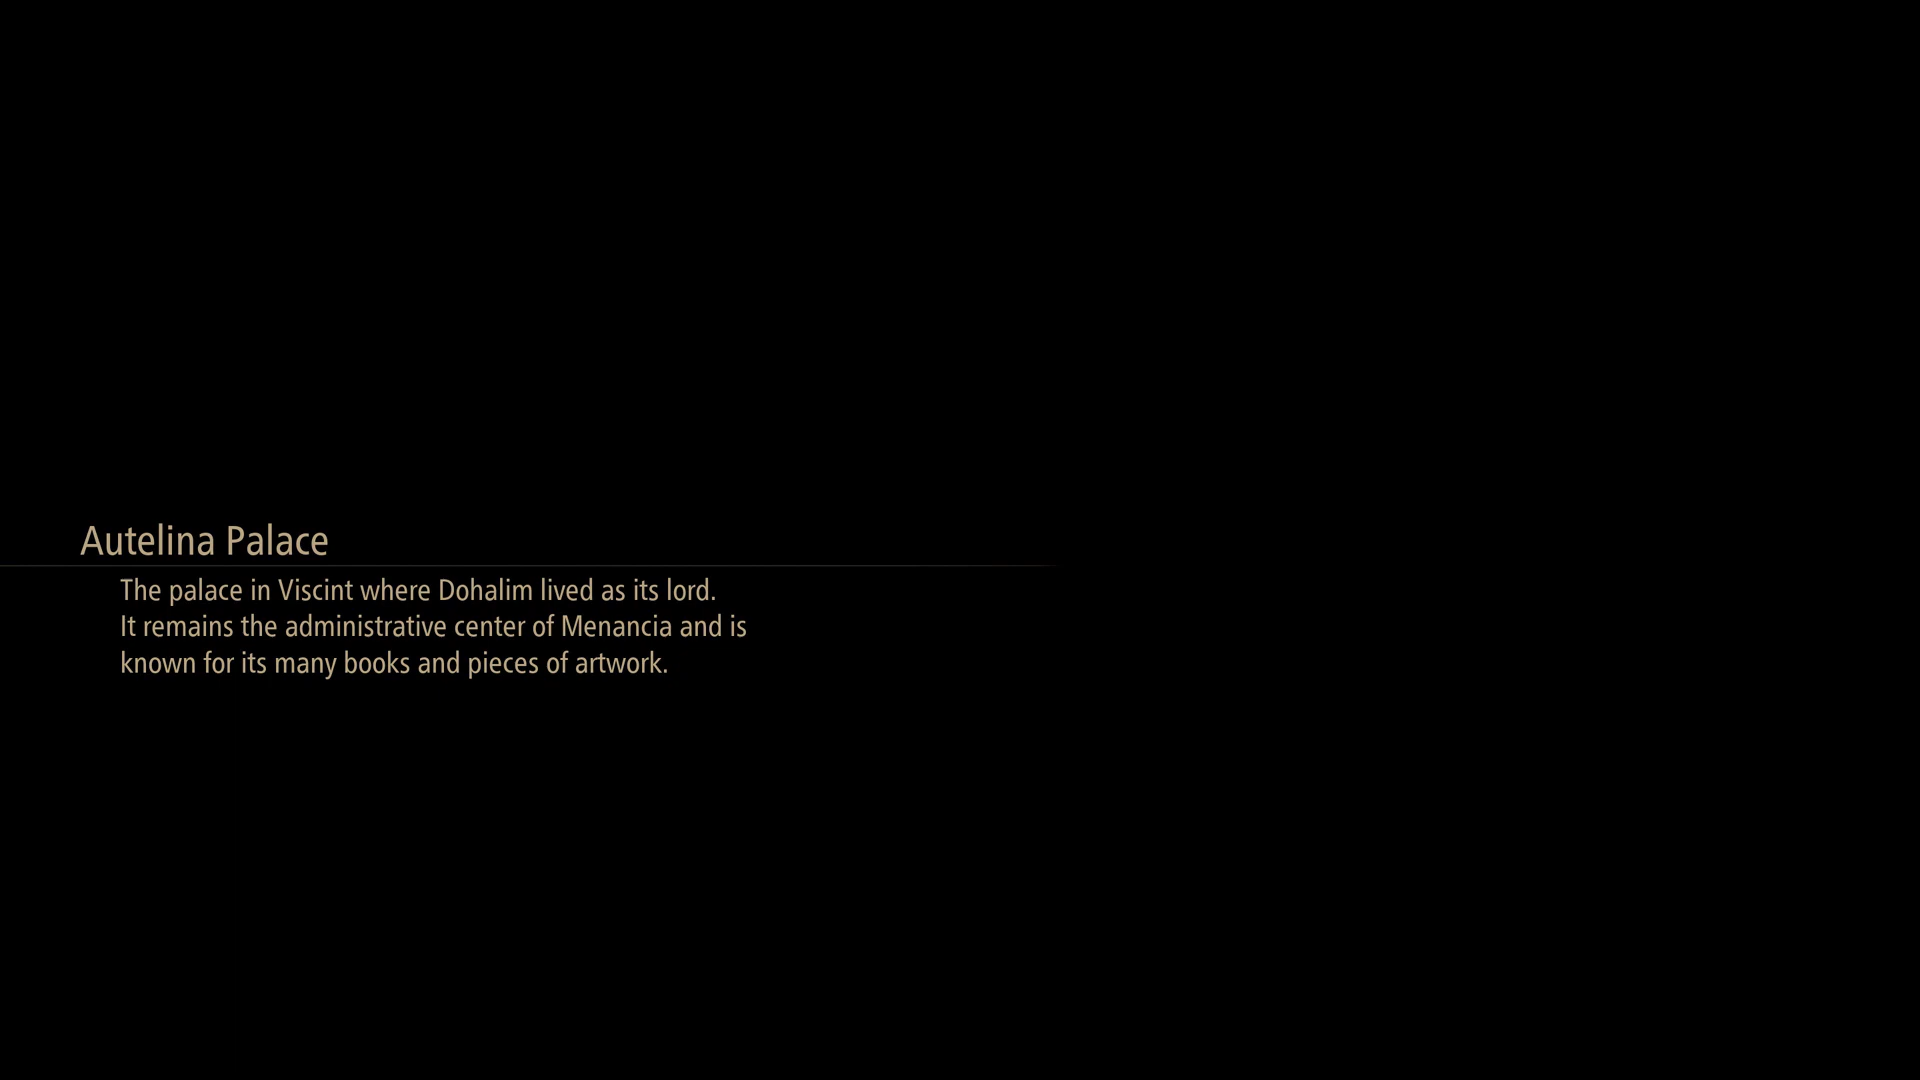 Autelina Palace
The palace in Viscint where Dohalim lived as its lord.
It remains the administrative center of Menancia and is
known for its many books and pieces of artwork.